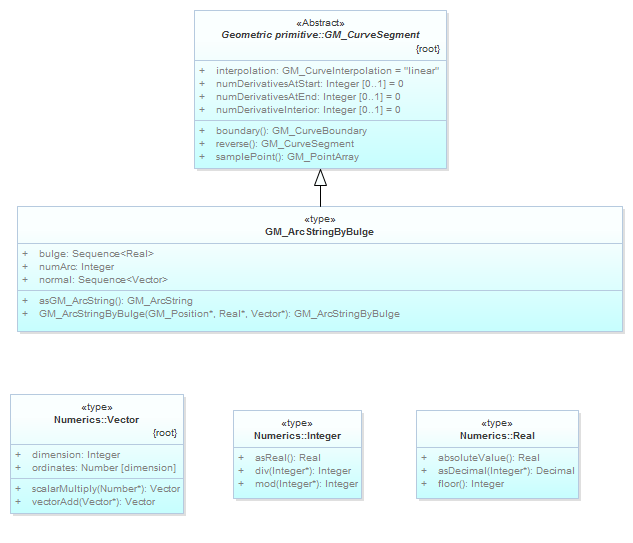 «Abstract»
Geometric primitive::GM_CurveSegment
{root}
+ interpolation: GM_CurveInterpolation = "linear"
+ numDerivativesAtStart: Integer [0..1] = 0
+ numDerivativesAtEnd: Integer [0..1] = 0
+ numDerivativeInterior: Integer [0..1] = 0
+ boundary(): GM_CurveBoundary
+ reverse(): GM_CurveSegment
+ samplePoint(): GM_PointArray
«type»
GM_ArcStringByBulge
+ bulge: Sequence<Real>
+ numArc: Integer
+ normal: Sequence<Vector>
+ asGM_ArcString(): GM_ArcString
+ GM_ArcStringByBulge(GM_Position*, Real*, Vector*): GM_ArcStringByBulge
«type»
Numerics::Vector
{root}
+ dimension: Integer
+ ordinates: Number [dimension]
+ scalarMultiply(Number*): Vector
+ vectorAdd(Vector*): Vector
«type»
Numerics::Integer
+ asReal(): Real
+ div(Integer*): Integer
+ mod(Integer*): Integer
«type»
Numerics::Real
+ absoluteValue(): Real
+ asDecimal(Integer*): Decimal
+ floor(): Integer